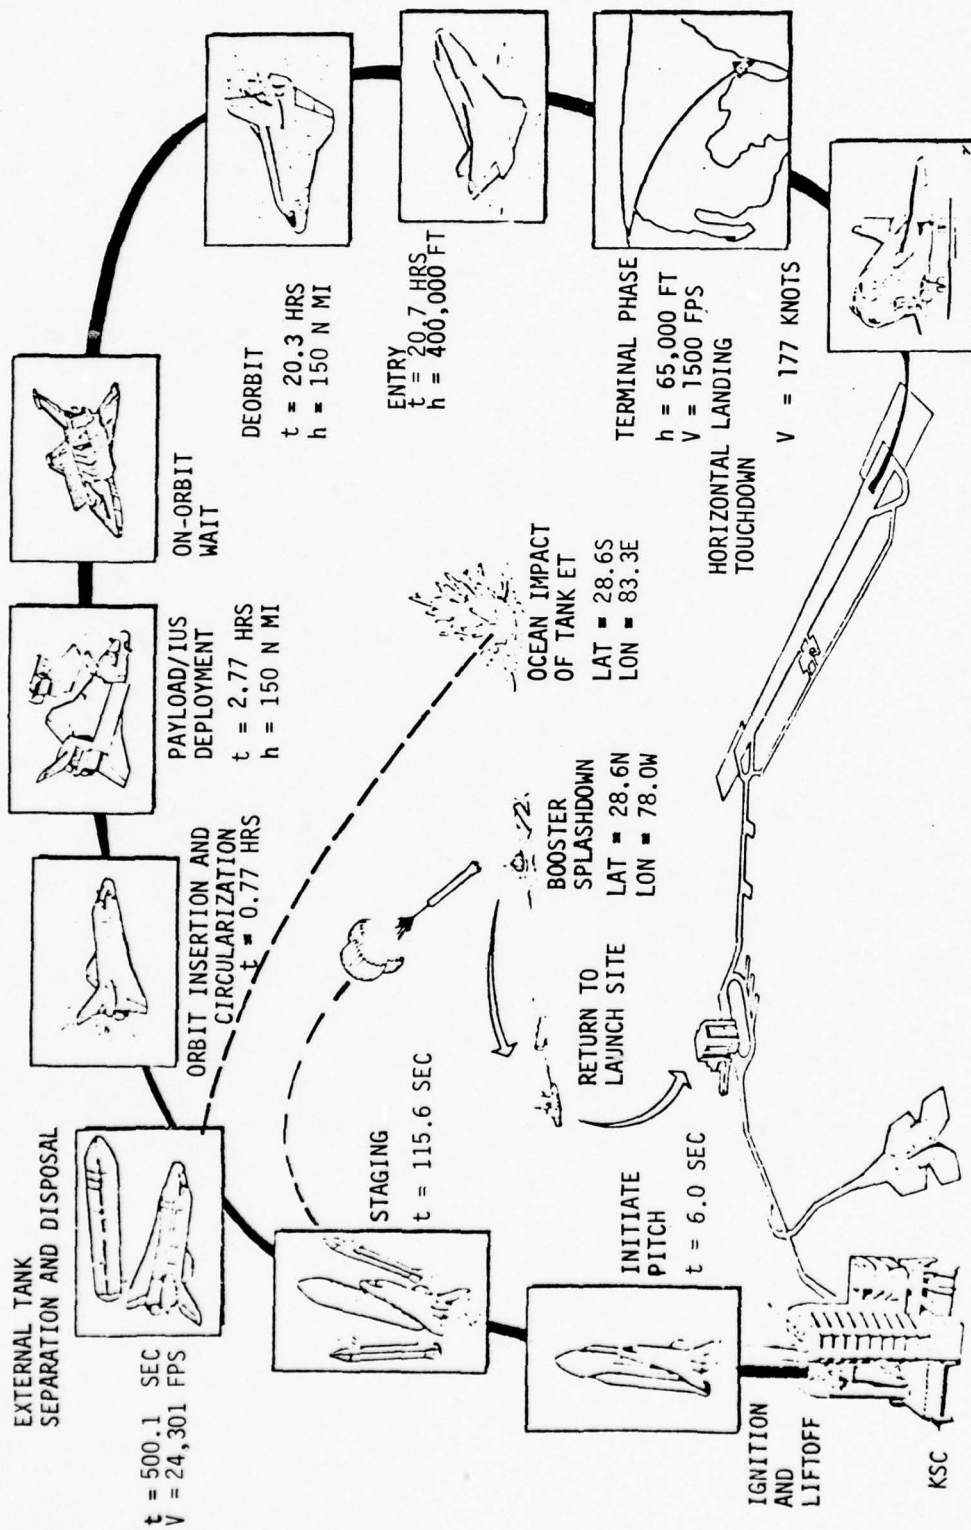 EXTERNAL TANK
SEPARATION AND DISPOSAL
t = 500.1 SEC
V = 24,301 FPS
ORBIT INSERTION AND
CIRCULARIZATION
t = 0.77 HRS
PAYLOAD/IUS
DEPLOYMENT
t = 2.77 HRS
h = 150 N MI
ON-ORBIT
WAIT
DEORBIT
t = 20.3 HRS
h = 150 N MI
ENTRY
t = 20.7 HRS
h = 400,000 FT
TERMINAL PHASE
h = 65,000 FT
V = 1500 FPS
HORIZONTAL LANDING
TOUCHDOWN
V = 177 KNOTS
STAGING
t = 115.6 SEC
OCEAN IMPACT
OF TANK ET
LAT = 28.6S
LON = 83.3E
BOOSTER
SPLASHDOWN
LAT = 28.6N
LON = 78.0W
RETURN TO
LAUNCH SITE
INITIATE
PITCH
t = 6.0 SEC
IGNITION
AND
LIFTOFF
KSC